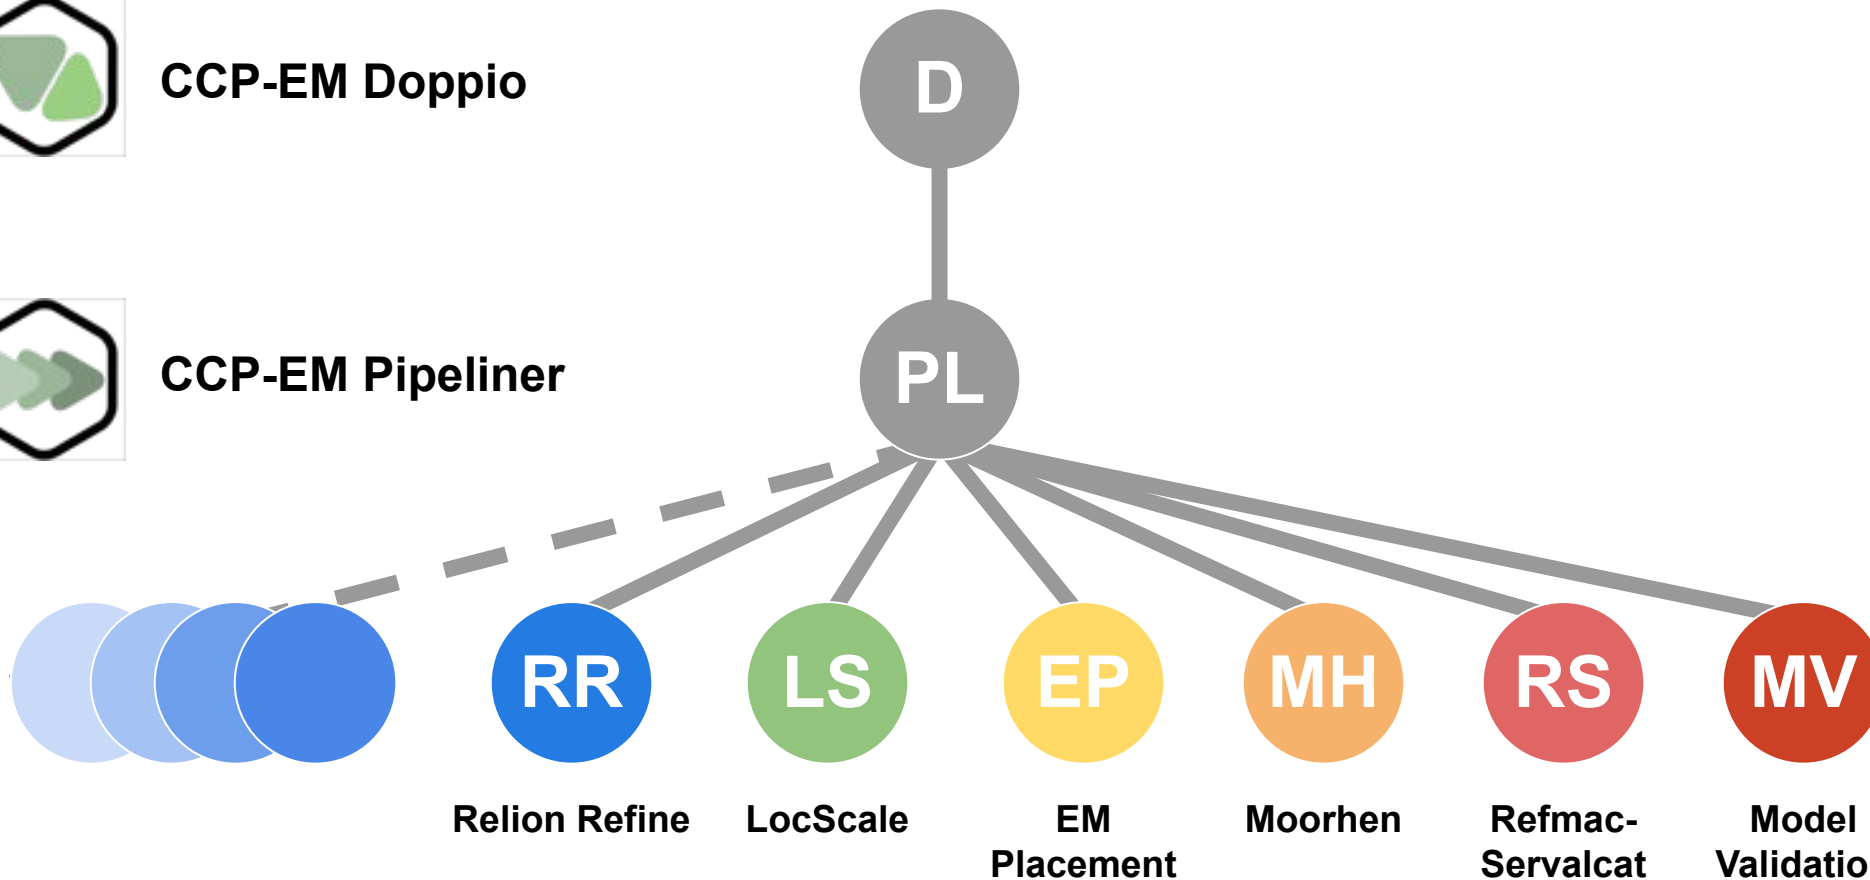 CCP-EM Doppio
D
CCP-EM Pipeliner
PL
RR
LS
EP
MH
RS
MV
Relion Refine
LocScale
EM
Placement
Moorhen
Refmac-
Servalcat
Model
Validatio